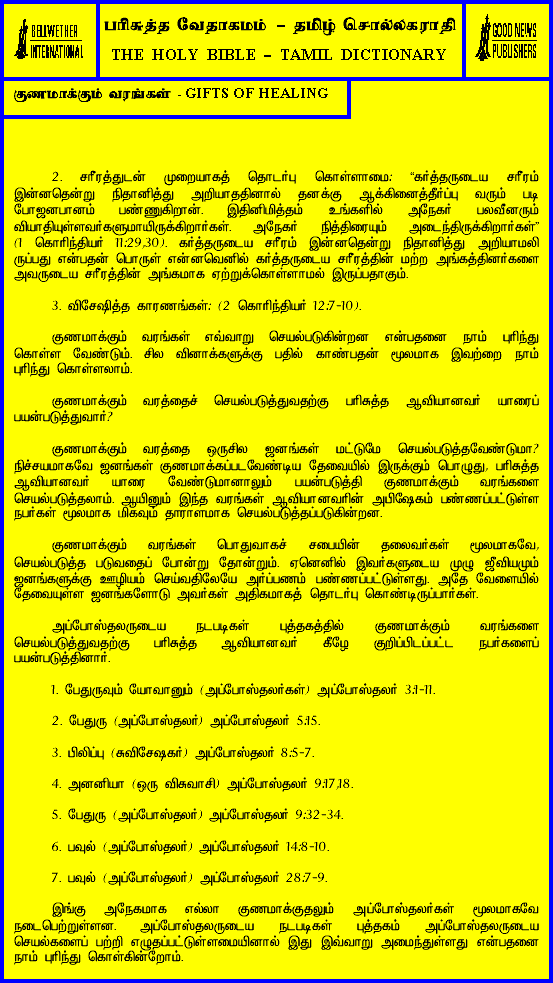 BELLWETHER
INTERNATIONAL
பரிசுத்த வேதாகமம் - தமிழ் சொல்லகராதி
THE HOLY BIBLE – TAMIL DICTIONARY
GOOD NEWS
PUBLISHERS
குணமாக்கும் வரங்கள் - GIFTS OF HEALING
2. சரீரத்துடன் முறையாகத் தொடர்பு கொள்ளாமை: “கர்த்தருடைய சரீரம்
இன்னதென்று நிதானித்து அறியாததினால் தனக்கு ஆக்கினைத்தீர்ப்பு வரும் படி
போஜனபானம் பண்ணுகிறான். இதினிமித்தம் உங்களில் அநேகர் பலவீனரும்
வியாதியுள்ளவர்களுமாயிருக்கிறார்கள். அநேகர் நித்திரையும் அடைந்திருக்கிறார்கள்”
(1 கொரிந்தியர் 11:29,30). கர்த்தருடைய சரீரம் இன்னதென்று நிதானித்து அறியாமலி
ருப்பது என்பதன் பொருள் என்னவெனில் கர்த்தருடைய சரீரத்தின் மற்ற அங்கத்தினர்களை
அவருடைய சரீரத்தின் அங்கமாக ஏற்றுக்கொள்ளாமல் இருப்பதாகும்.
3. விசேஷித்த காரணங்கள்: (2 கொரிந்தியர் 12:7-10).
குணமாக்கும் வரங்கள் எவ்வாறு செயல்படுகின்றன என்பதனை நாம் புரிந்து
கொள்ள வேண்டும். சில வினாக்களுக்கு பதில் காண்பதன் மூலமாக இவற்றை நாம்
புரிந்து கொள்ளலாம்.
குணமாக்கும் வரத்தைச் செயல்படுத்துவதற்கு பரிசுத்த ஆவியானவர் யாரைப்
பயன்படுத்துவார்?
குணமாக்கும் வரத்தை ஒருசில ஜனங்கள் மட்டுமே செயல்படுத்தவேண்டுமா?
நிச்சயமாகவே ஜனங்கள் குணமாக்கப்படவேண்டிய தேவையில் இருக்கும் பொழுது, பரிசுத்த
ஆவியானவர் யாரை வேண்டுமானாலும் பயன்படுத்தி குணமாக்கும் வரங்களை
செயல்படுத்தலாம். ஆயினும் இந்த வரங்கள் ஆவியானவரின் அபிஷேகம் பண்ணப்பட்டுள்ள
நபர்கள் மூலமாக மிகவும் தாராளமாக செயல்படுத்தப்படுகின்றன.
குணமாக்கும் வரங்கள் பொதுவாகச் சபையின் தலைவர்கள் மூலமாகவே,
செயல்படுத்த படுவதைப் போன்று தோன்றும். ஏனெனில் இவர்களுடைய முழு ஜீவியமும்
ஜனங்களுக்கு ஊழியம் செய்வதிலேயே அர்ப்பணம் பண்ணப்பட்டுள்ளது. அதே வேளையில்
தேவையுள்ள ஜனங்களோடு அவர்கள் அதிகமாகத் தொடர்பு கொண்டிருப்பார்கள்.
அப்போஸ்தலருடைய நடபடிகள் புத்தகத்தில் குணமாக்கும் வரங்களை
செயல்படுத்துவதற்கு பரிசுத்த ஆவியானவர் கீழே குறிப்பிடப்பட்ட நபர்களைப்
பயன்படுத்தினார்.
1. பேதுருவும் யோவானும் (அப்போஸ்தலர்கள்) அப்போஸ்தலர் 3:1-11.
2. பேதுரு (அப்போஸ்தலர்) அப்போஸ்தலர் 5:15.
3. பிலிப்பு (சுவிசேஷகர்) அப்போஸ்தலர் 8:5-7.
4. அனனியா (ஒரு விசுவாசி) அப்போஸ்தலர் 9:17,18.
5. பேதுரு (அப்போஸ்தலர்) அப்போஸ்தலர் 9:32-34.
6. பவுல் (அப்போஸ்தலர்) அப்போஸ்தலர் 14:8-10.
7. பவுல் (அப்போஸ்தலர்) அப்போஸ்தலர் 28:7-9.
இங்கு அநேகமாக எல்லா குணமாக்குதலும் அப்போஸ்தலர்கள் மூலமாகவே
நடைபெற்றுள்ளன. அப்போஸ்தலருடைய நடபடிகள் புத்தகம் அப்போஸ்தலருடைய
செயல்களைப் பற்றி எழுதப்பட்டுள்ளமையினால் இது இவ்வாறு அமைந்துள்ளது என்பதனை
நாம் புரிந்து கொள்கின்றோம்.